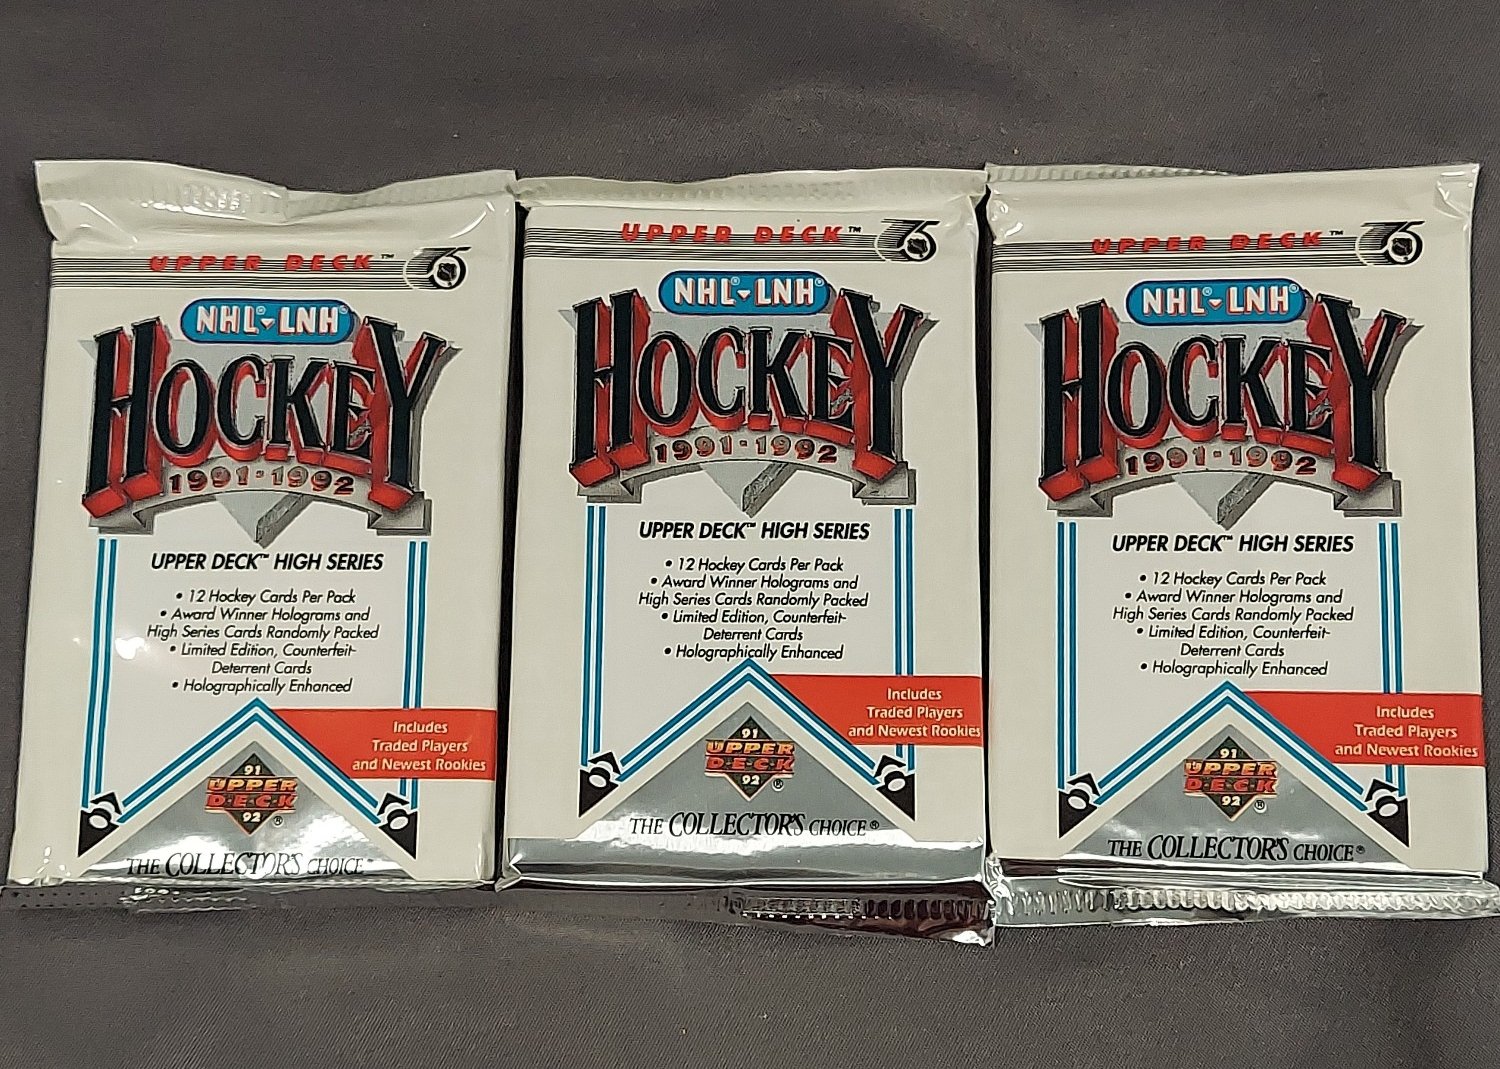 UPPER DECK™
NHL®LNH®
HOCKEY
1991-1992
UPPER DECK™ HIGH SERIES
• 12 Hockey Cards Per Pack
• Award Winner Holograms and
High Series Cards Randomly Packed
• Limited Edition, Counterfeit-
Deterrent Cards
• Holographically Enhanced
Includes
Traded Players
and Newest Rookies
91
UPPER
DECK
92 ®
THE COLLECTOR'S CHOICE™
UPPER DECK™
75
NHL®LNH®
HOCKEY
1991-1992
UPPER DECK™ HIGH SERIES
• 12 Hockey Cards Per Pack
• Award Winner Holograms and
High Series Cards Randomly Packed
• Limited Edition, Counterfeit-
Deterrent Cards
• Holographically Enhanced
Includes
Traded Players
and Newest Rookies
91
UPPER
DECK
92 ®
THE COLLECTOR'S CHOICE®
UPPER DECK™
75
NHL®LNH®
HOCKEY
1991-1992
UPPER DECK™ HIGH SERIES
• 12 Hockey Cards Per Pack
• Award Winner Holograms and
High Series Cards Randomly Packed
• Limited Edition, Counterfeit-
Deterrent Cards
• Holographically Enhanced
Includes
Traded Players
and Newest Rookies
91
UPPER
DECK
92 ®
THE COLLECTOR'S CHOICE®